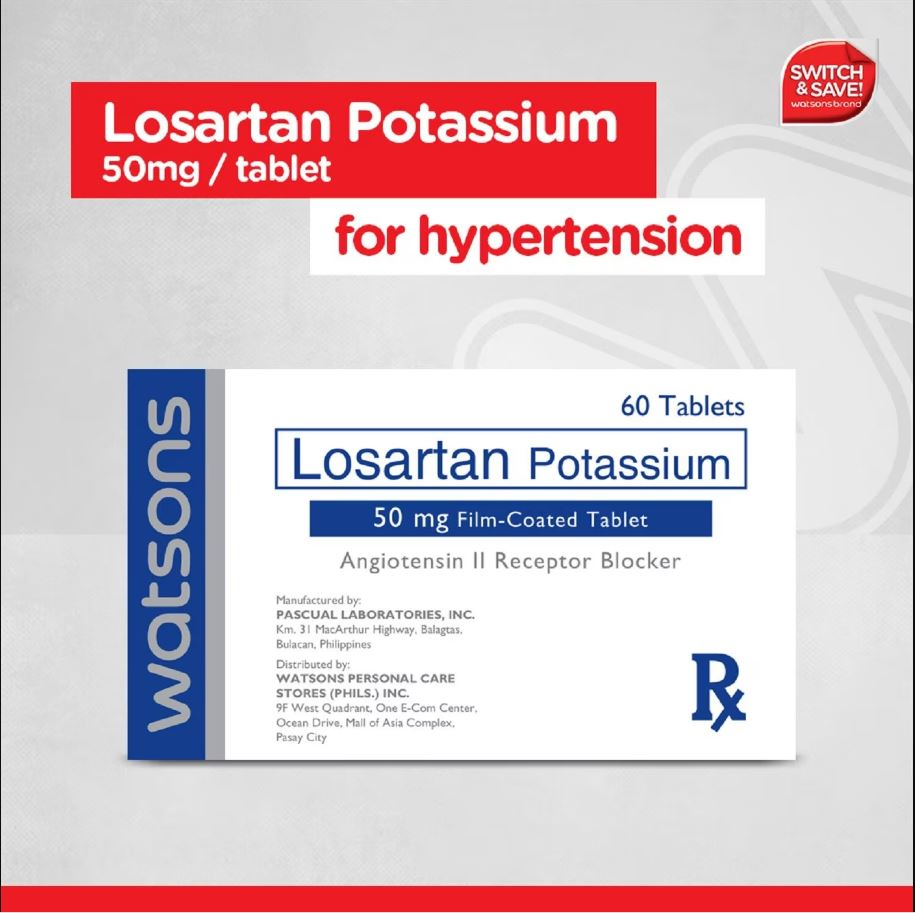 SWITCH
& SAVE!
watsons brand
Losartan Potassium
50mg / tablet
for hypertension
watsons
60 Tablets
Losartan Potassium
50 mg Film-Coated Tablet
Angiotensin II Receptor Blocker
Manufactured by:
PASCUAL LABORATORIES, INC.
Km. 31 MacArthur Highway, Balagtas,
Bulacan, Philippines
Distributed by:
WATSONS PERSONAL CARE
STORES (PHILS.) INC.
9F West Quadrant, One E-Com Center,
Ocean Drive, Mall of Asia Complex,
Pasay City
Rx